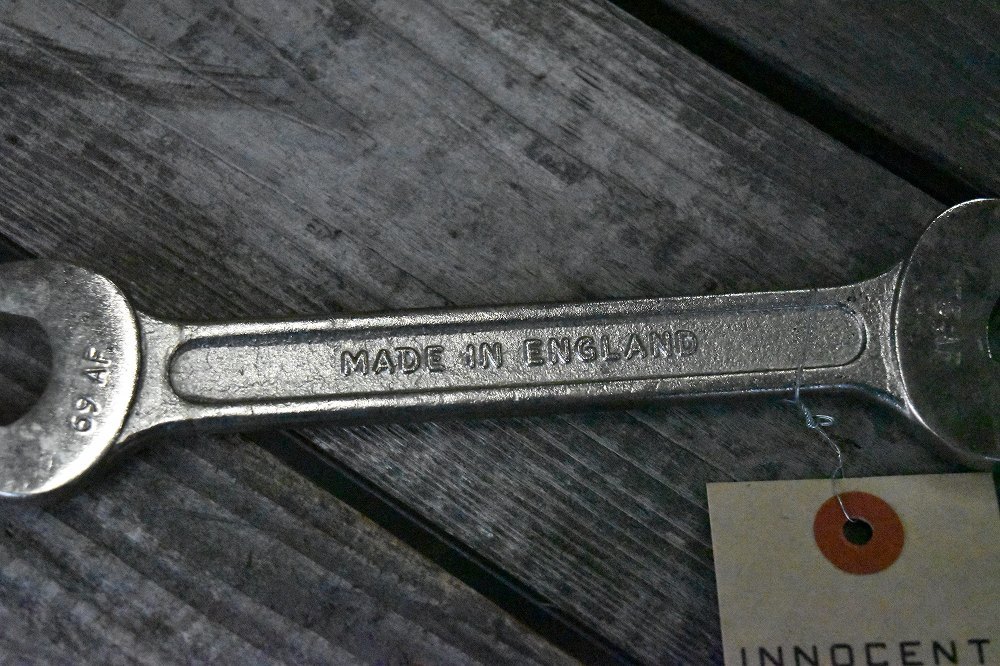 MADE IN ENGLAND
69 AF.
INNOCENT